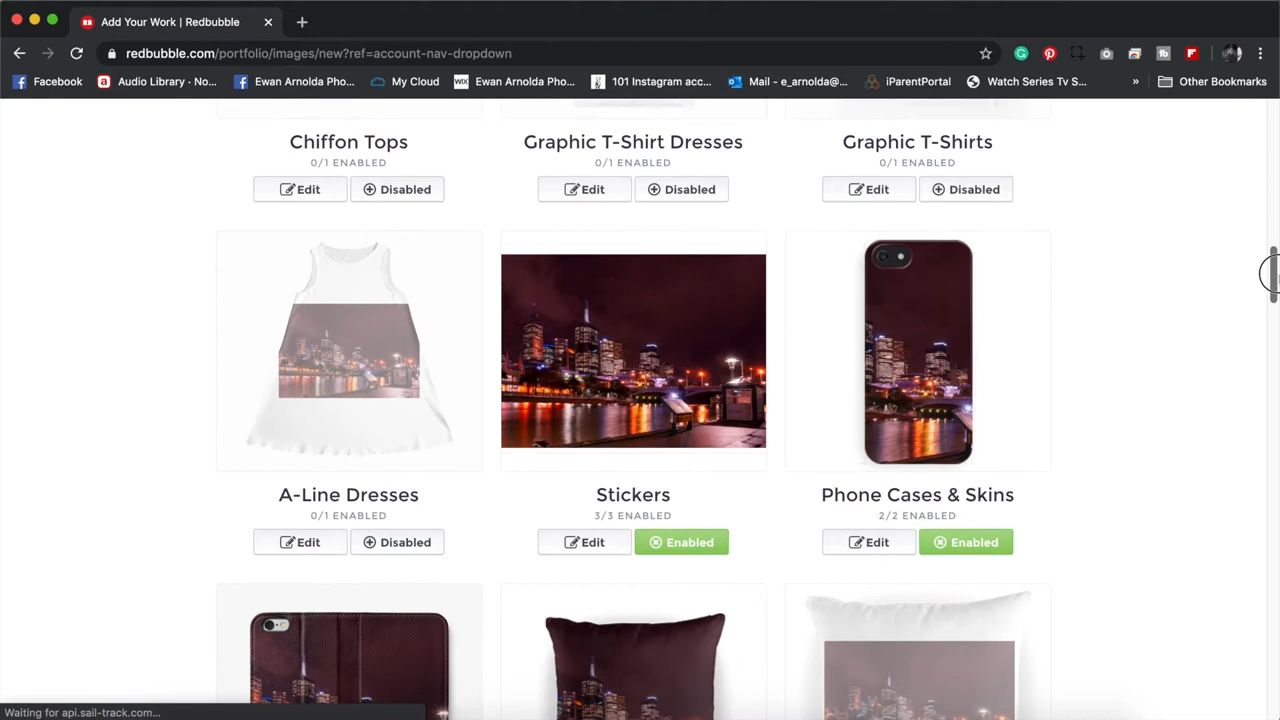 Add Your Work | Redbubble
redbubble.com/portfolio/images/new?ref=account-nav-dropdown
Facebook Audio Library · No... Ewan Arnolda Pho... My Cloud WIX Ewan Arnolda Pho... 101 Instagram acc... Mail - e_arnolda@... iParentPortal Watch Series Tv S... » Other Bookmarks
Chiffon Tops Graphic T-Shirt Dresses Graphic T-Shirts
0/1 ENABLED 0/1 ENABLED 0/1 ENABLED
Edit Disabled Edit Disabled Edit Disabled
A-Line Dresses Stickers Phone Cases & Skins
0/1 ENABLED 3/3 ENABLED 2/2 ENABLED
Edit Disabled Edit Enabled Edit Enabled
Waiting for api.sail-track.com...